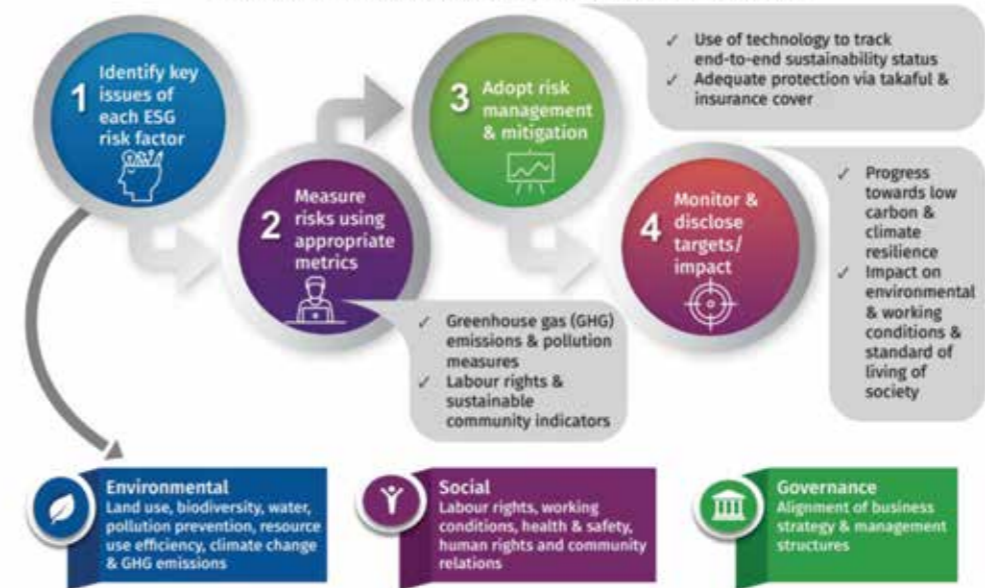 1
Identify key
issues of
each ESG
risk factor
2
Measure
risks using
appropriate
metrics
✓ Greenhouse gas (GHG)
emissions & pollution
measures
✓ Labour rights &
sustainable
community indicators
3
Adopt risk
management
& mitigation
✓ Use of technology to track
end-to-end sustainability status
✓ Adequate protection via takaful &
insurance cover
4
Monitor &
disclose
targets/
impact
✓ Progress
towards low
carbon &
climate
resilience
✓ Impact on
environmental
& working
conditions &
standard of
living of
society
Environmental
Land use, biodiversity, water,
pollution prevention, resource
use efficiency, climate change
& GHG emissions
Social
Labour rights, working
conditions, health & safety,
human rights and community
relations
Governance
Alignment of business
strategy & management
structures